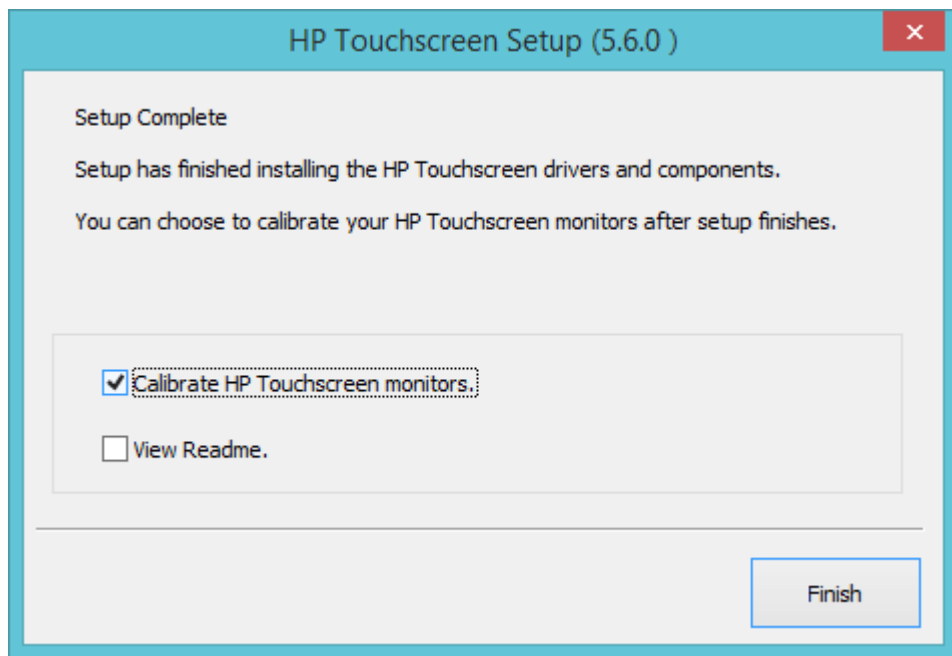 HP Touchscreen Setup (5.6.0 )
Setup Complete
Setup has finished installing the HP Touchscreen drivers and components.
You can choose to calibrate your HP Touchscreen monitors after setup finishes.
Calibrate HP Touchscreen monitors.
View Readme.
Finish